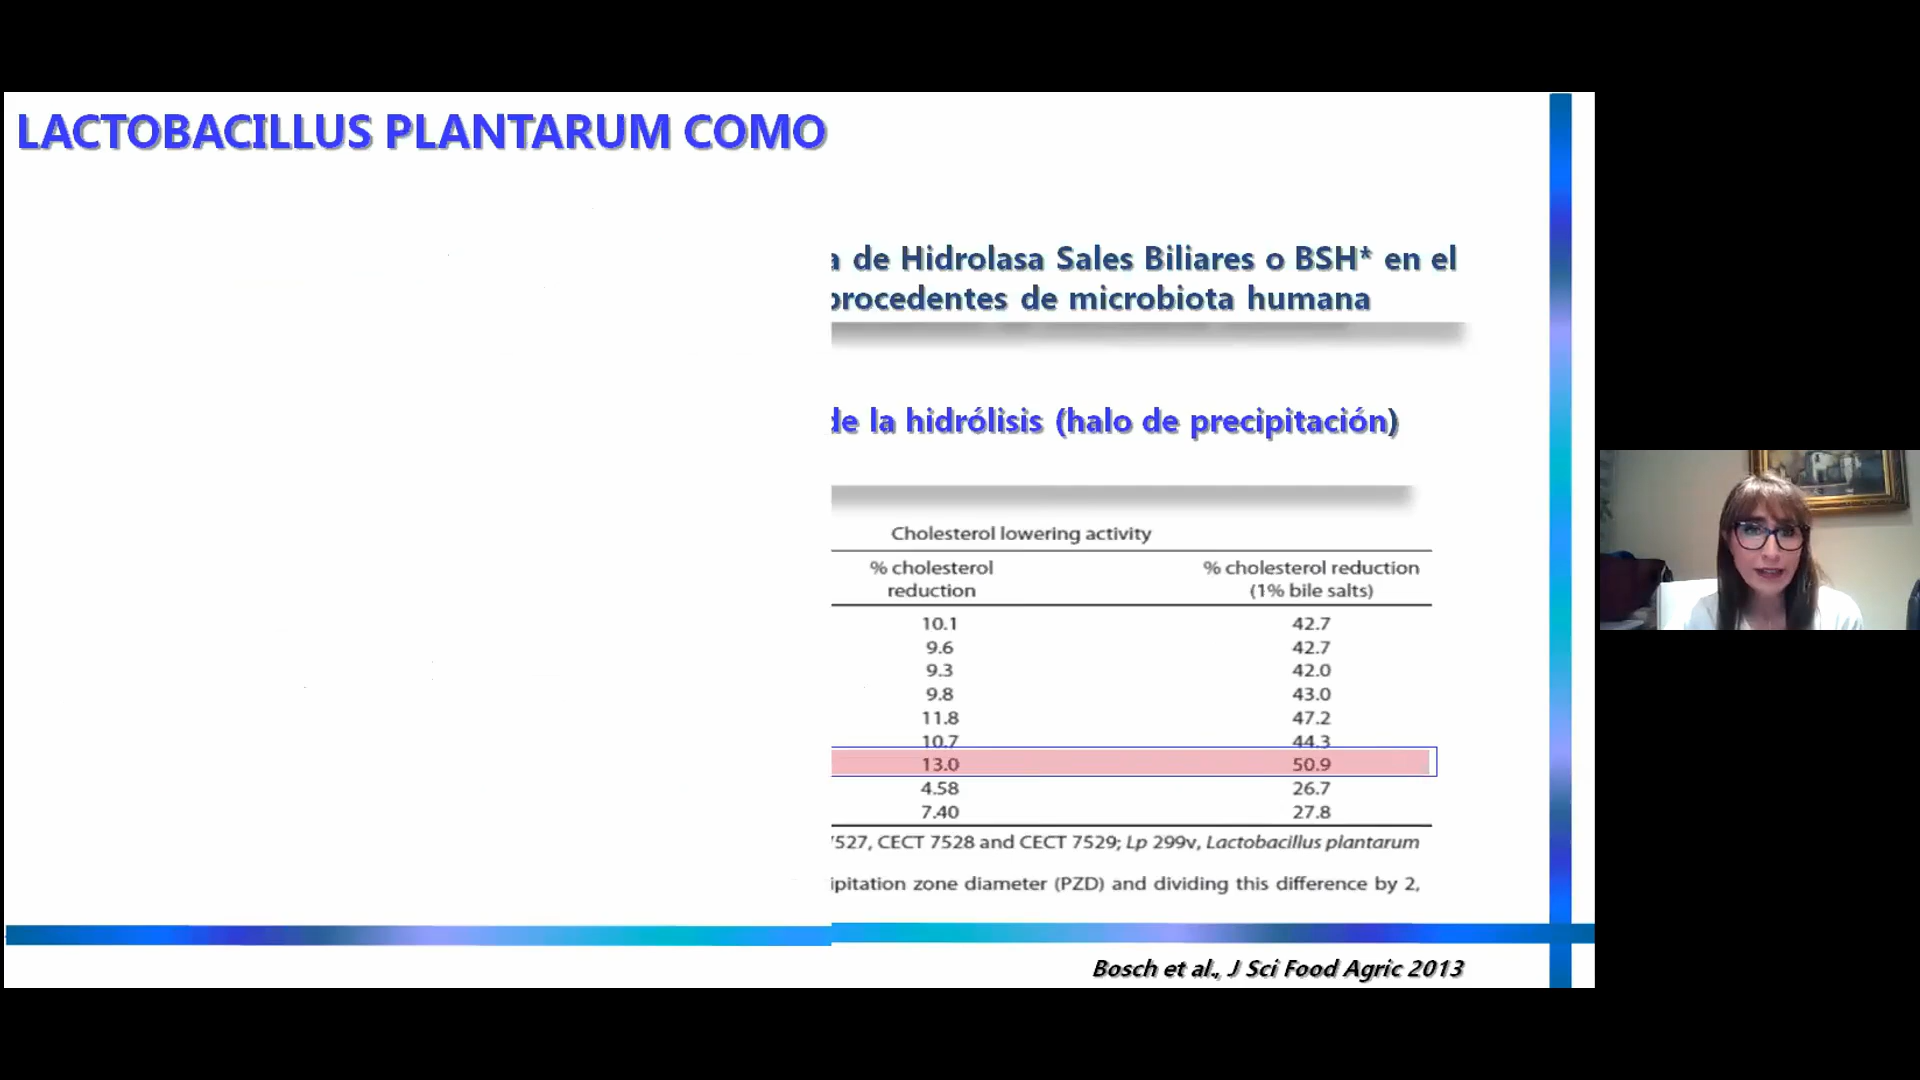 LACTOBACILLUS PLANTARUM COMO
a de Hidrolasa Sales Biliares o BSH* en el
procedentes de microbiota humana
de la hidrólisis (halo de precipitación)
Cholesterol lowering activity
% cholesterol reduction % cholesterol reduction (1% bile salts)
10.1 42.7
9.6 42.7
9.3 42.0
9.8 43.0
11.8 47.2
10.7 44.3
13.0 50.9
4.58 26.7
7.40 27.8
7527, CECT 7528 and CECT 7529; Lp 299v, Lactobacillus plantarum
ipitation zone diameter (PZD) and dividing this difference by 2,
Bosch et al., J Sci Food Agric 2013